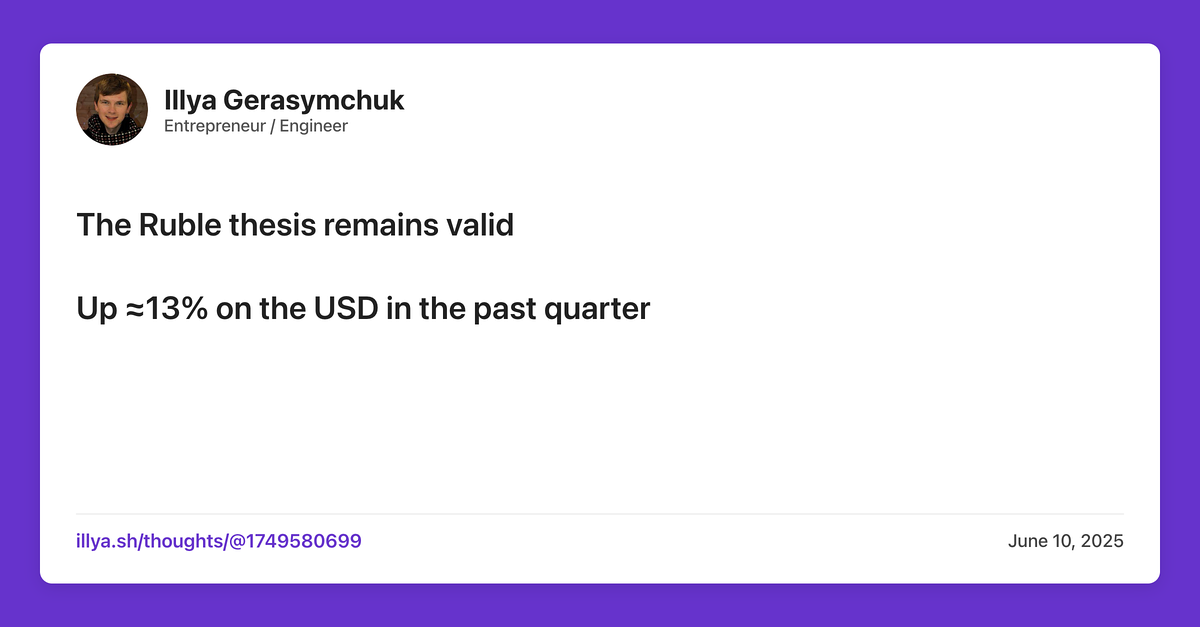 Illya Gerasymchuk
Entrepreneur / Engineer
The Ruble thesis remains valid
Up ≈13% on the USD in the past quarter
illya.sh/thoughts/@1749580699
June 10, 2025